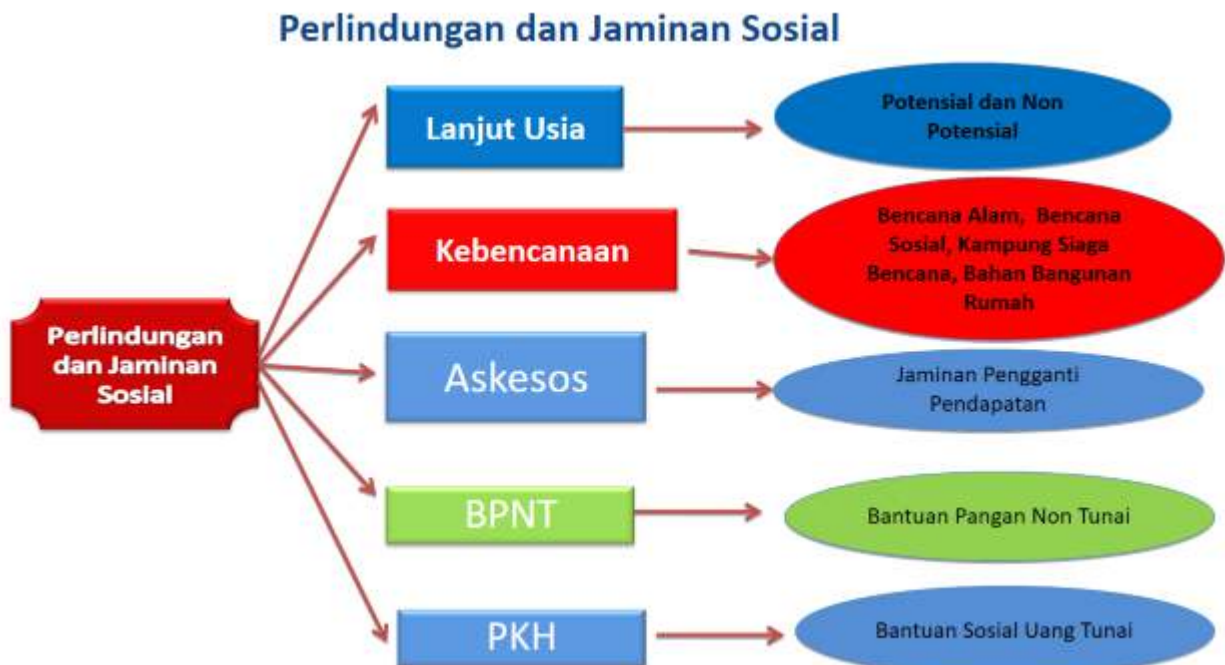 Perlindungan dan Jaminan Sosial
Perlindungan
dan Jaminan
Sosial
Lanjut Usia
Potensial dan Non
Potensial
Kebencanaan
Bencana Alam, Bencana
Sosial, Kampung Siaga
Bencana, Bahan Bangunan
Rumah
Askesos
Jaminan Pengganti
Pendapatan
BPNT
Bantuan Pangan Non Tunai
PKH
Bantuan Sosial Uang Tunai